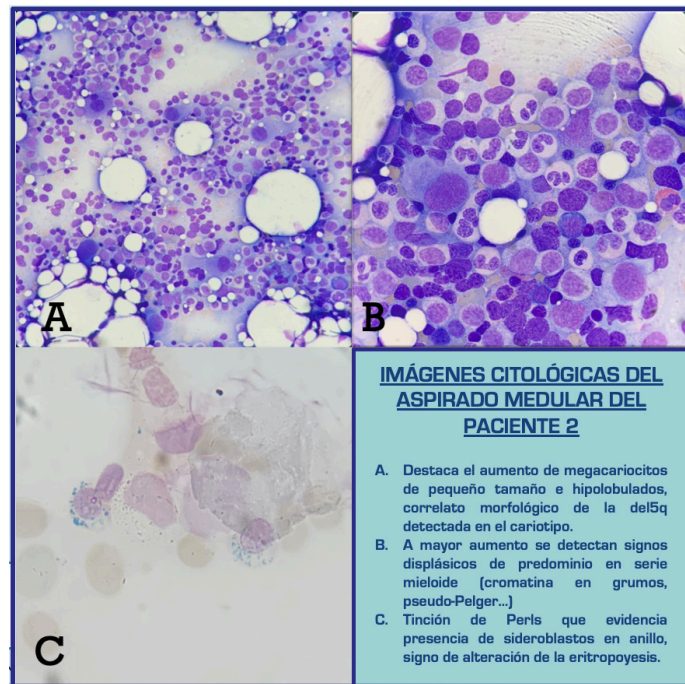 A
B
C
IMÁGENES CITOLÓGICAS DEL
ASPIRADO MEDULAR DEL
PACIENTE 2
A. Destaca el aumento de megacariocitos
de pequeño tamaño e hipolobulados,
correlato morfológico de la del5q
detectada en el cariotipo.
B. A mayor aumento se detectan signos
displásicos de predominio en serie
mieloide (cromatina en grumos,
pseudo-Pelger...)
C. Tinción de Perls que evidencia
presencia de sideroblastos en anillo,
signo de alteración de la eritropoyesis.